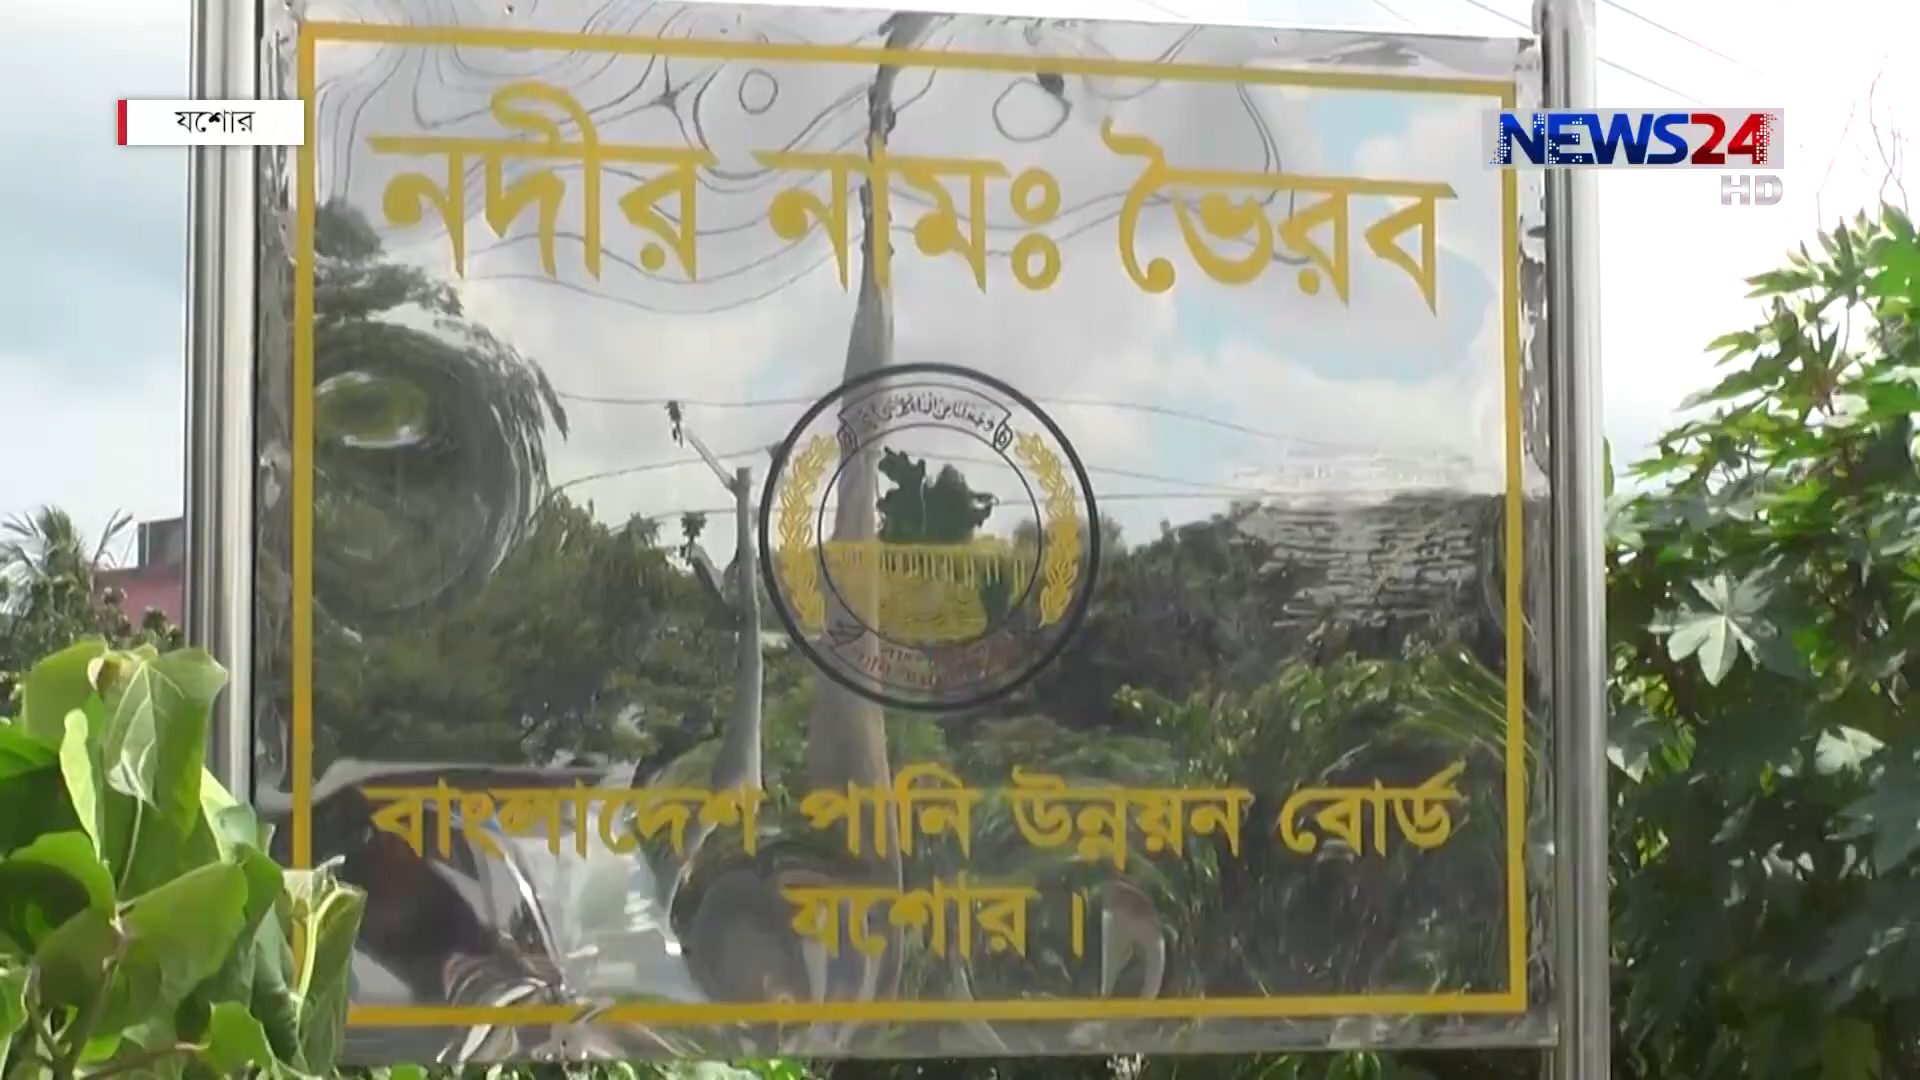 যশোর
NEWS24
HD
নদীর নামঃ ভৈরব
বাংলাদেশ পানি উন্নয়ন বোর্ড
যশোর ।